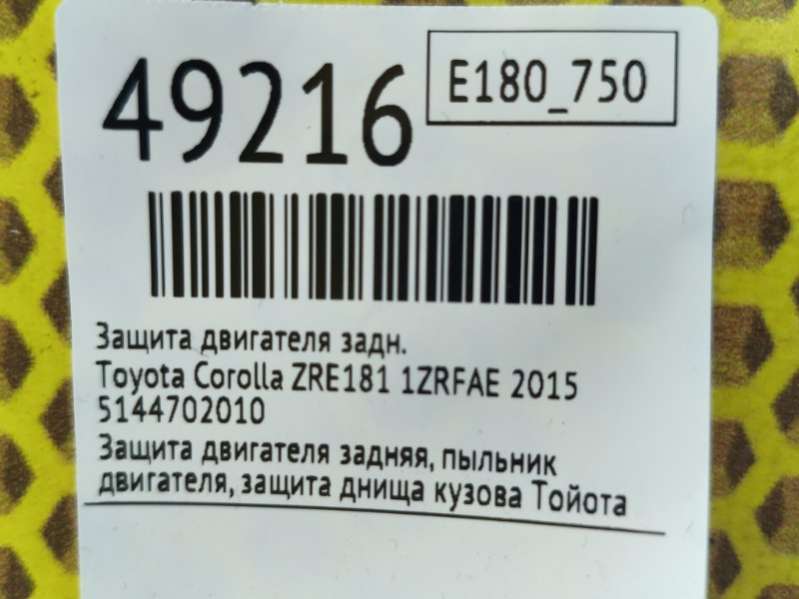 49216
E180_750
Защита двигателя задн.
Toyota Corolla ZRE181 1ZRFAE 2015
5144702010
Защита двигателя задняя, пыльник
двигателя, защита днища кузова Тойота